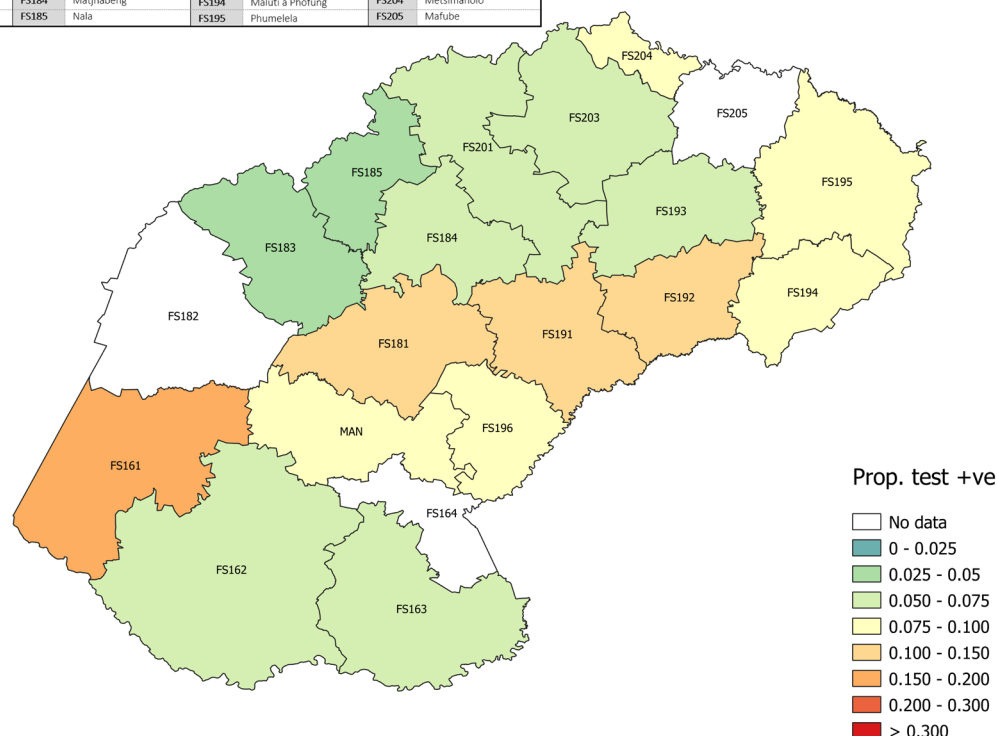 FS184 Matjhabeng FS194 Maluti a Phofung FS204 Metsimaholo
FS185 Nala FS195 Phumelela FS205 Mafube
FS204
FS205
FS203
FS201
FS185
FS195
FS193
FS184
FS183
FS194
FS192
FS182
FS191
FS181
MAN
FS196
FS161
FS164
FS162
FS163
Prop. test +ve
No data
0 - 0.025
0.025 - 0.05
0.050 - 0.075
0.075 - 0.100
0.100 - 0.150
0.150 - 0.200
0.200 - 0.300
> 0.300